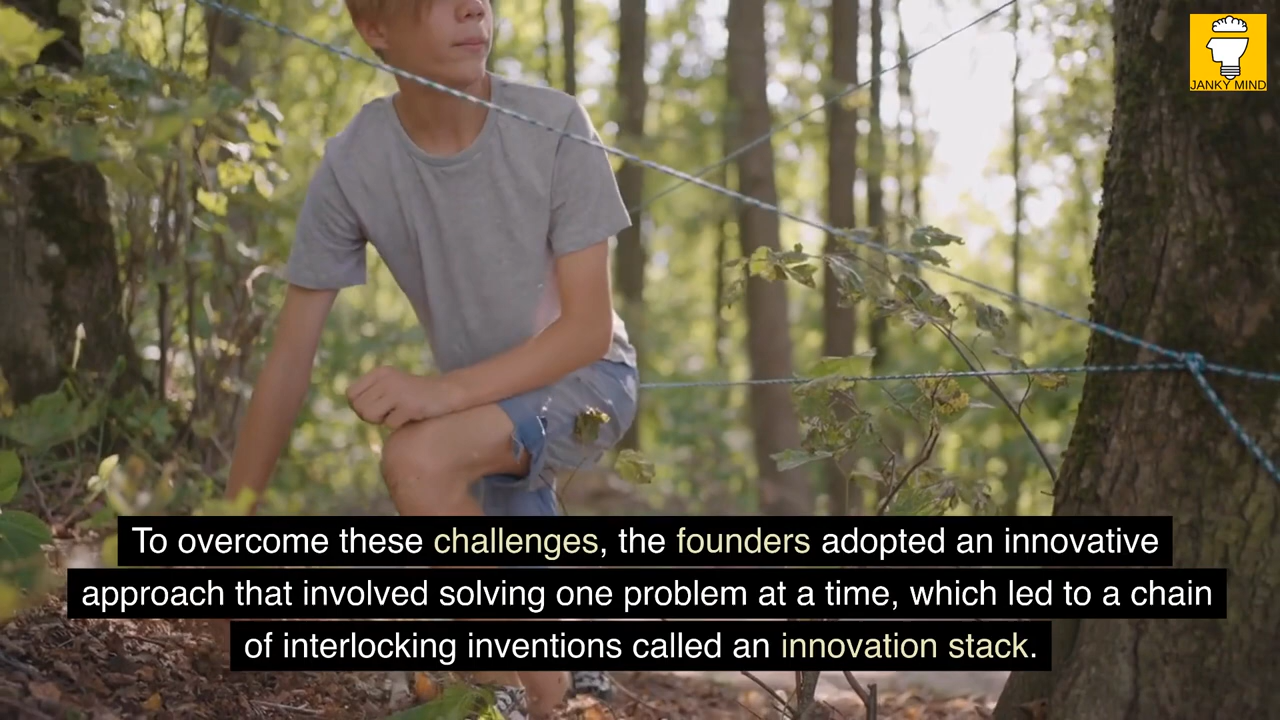 JANKY MIND
To overcome these challenges, the founders adopted an innovative
approach that involved solving one problem at a time, which led to a chain
of interlocking inventions called an innovation stack.